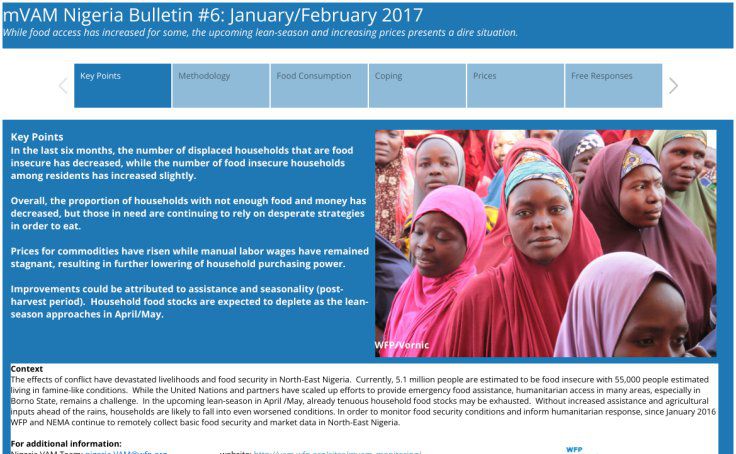 mVAM Nigeria Bulletin #6: January/February 2017
While food access has increased for some, the upcoming lean-season and increasing prices presents a dire situation.
Key Points
Methodology
Food Consumption
Coping
Prices
Free Responses
Key Points
In the last six months, the number of displaced households that are food
insecure has decreased, while the number of food insecure households
among residents has increased slightly.
Overall, the proportion of households with not enough food and money has
decreased, but those in need are continuing to rely on desperate strategies
in order to eat.
Prices for commodities have risen while manual labor wages have remained
stagnant, resulting in further lowering of household purchasing power.
Improvements could be attributed to assistance and seasonality (post-
harvest period).  Household food stocks are expected to deplete as the lean-
season approaches in April/May.
WFP/Vornic
Context
The effects of conflict have devastated livelihoods and food security in North-East Nigeria.  Currently, 5.1 million people are estimated to be food insecure with 55,000 people estimated
living in famine-like conditions.  While the United Nations and partners have scaled up efforts to provide emergency food assistance, humanitarian access in many areas, especially in
Borno State, remains a challenge.  In the upcoming lean-season in April /May, already tenuous household food stocks may be exhausted.  Without increased assistance and agricultural
inputs ahead of the rains, households are likely to fall into even worsened conditions. In order to monitor food security conditions and inform humanitarian response, since January 2016
WFP and NEMA continue to remotely collect basic food security and market data in North-East Nigeria.
For additional information:
Nigeria VAM Team: nigeria.VAM@wfp.org website: http://vam.wfp.org/sites/mvam_monitoring/
WFP